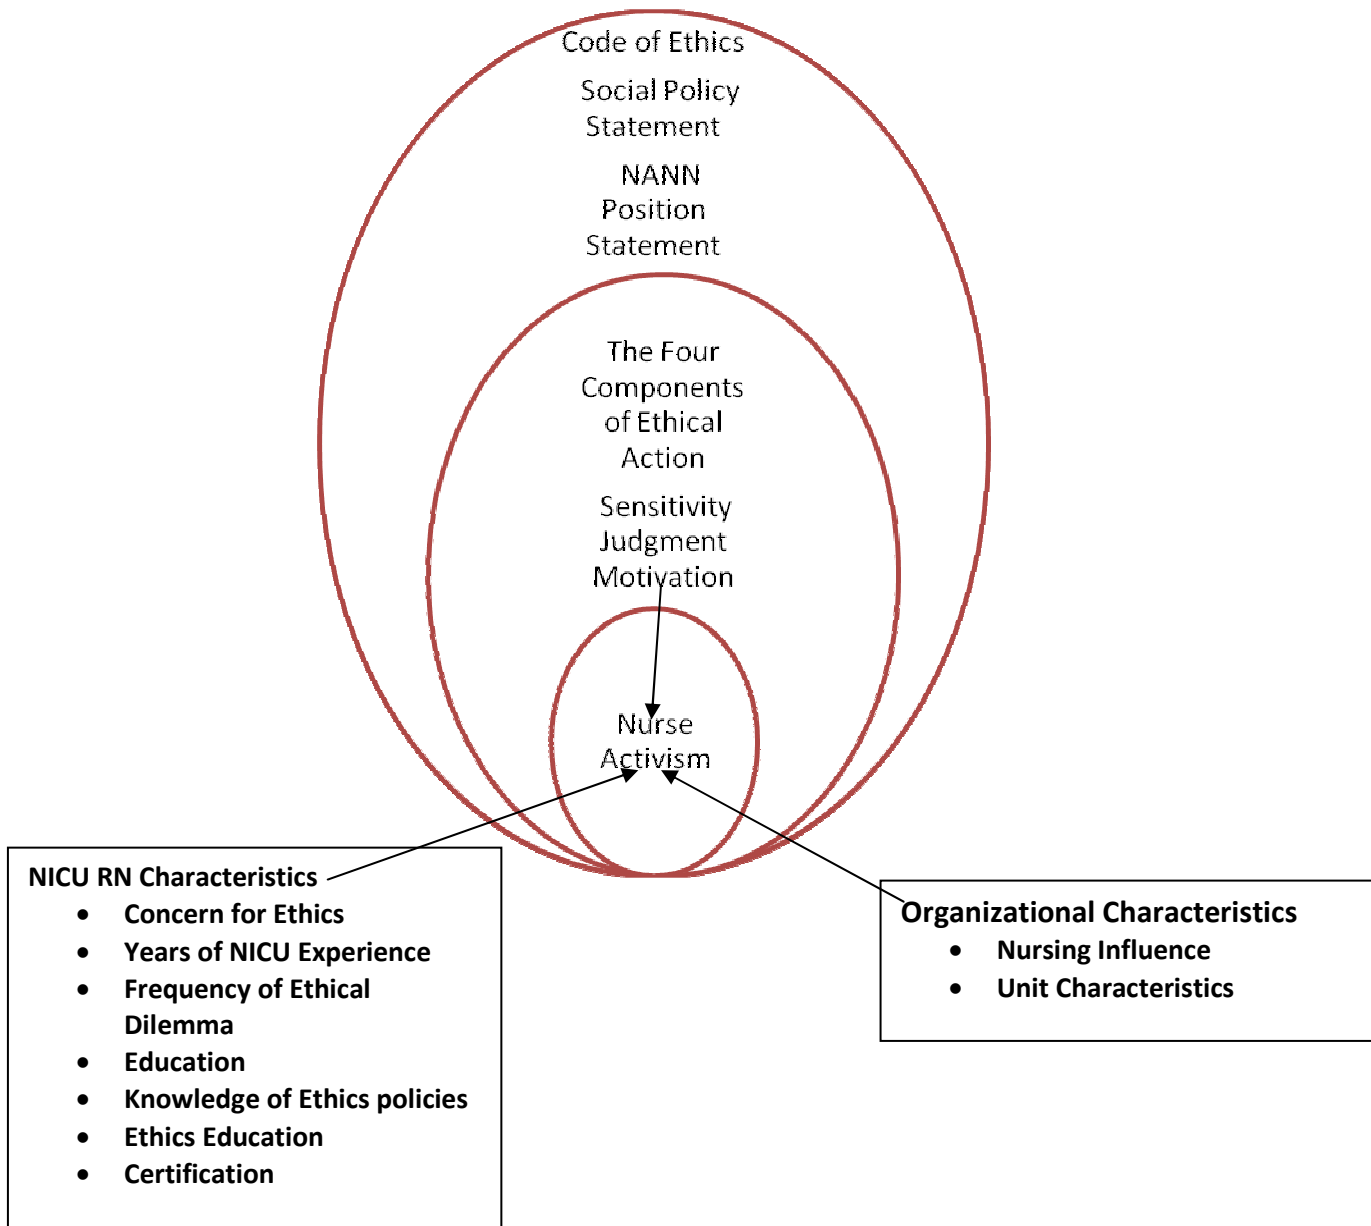 Code of Ethics
Social Policy
Statement
NANN
Position
Statement
The Four
Components
of Ethical
Action
Sensitivity
Judgment
Motivation
Nurse
Activism
NICU RN Characteristics
• Concern for Ethics
• Years of NICU Experience
• Frequency of Ethical
Dilemma
• Education
• Knowledge of Ethics policies
• Ethics Education
• Certification
Organizational Characteristics
• Nursing Influence
• Unit Characteristics